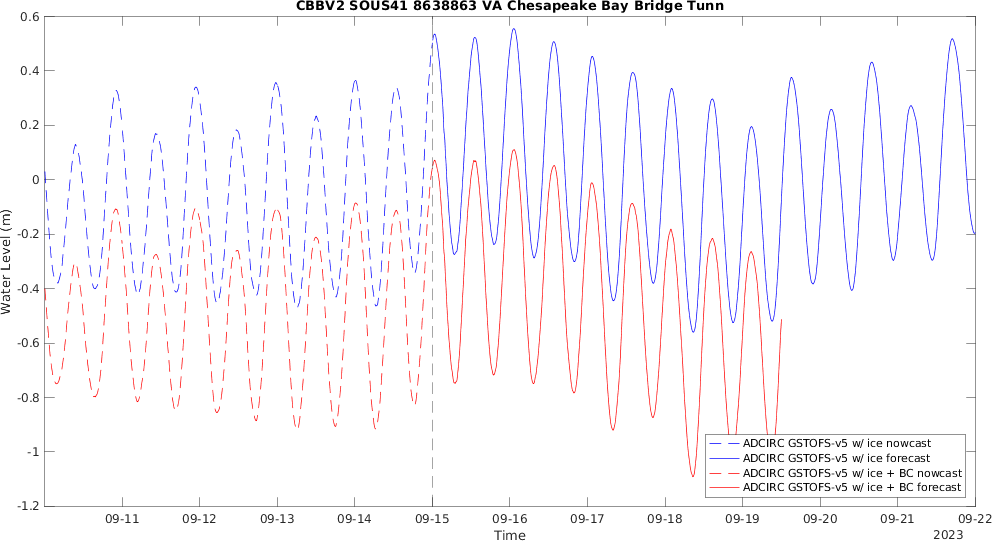 CBBV2 SOUS41 8638863 VA Chesapeake Bay Bridge Tunn
Water Level (m)
0.6
0.4
0.2
0
-0.2
-0.4
-0.6
-0.8
-1
-1.2
ADCIRC GSTOFS-v5 w/ ice nowcast
ADCIRC GSTOFS-v5 w/ ice forecast
ADCIRC GSTOFS-v5 w/ ice + BC nowcast
ADCIRC GSTOFS-v5 w/ ice + BC forecast
09-11 09-12 09-13 09-14 09-15 09-16 09-17 09-18 09-19 09-20 09-21 09-22
Time
2023